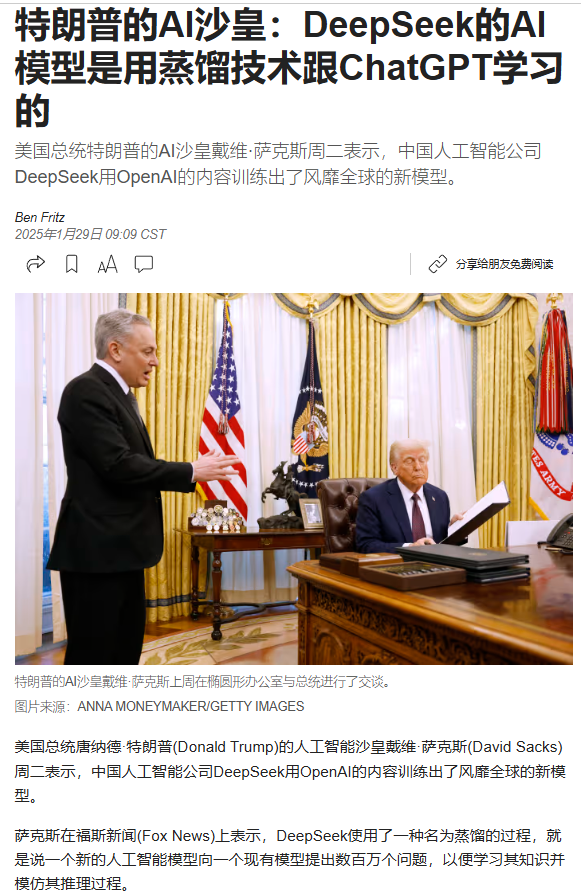 特朗普的AI沙皇：DeepSeek的AI
模型是用蒸馏技术跟ChatGPT学习
的
美国总统特朗普的AI沙皇戴维·萨克斯周二表示，中国人工智能公司
DeepSeek用OpenAI的内容训练出了风靡全球的新模型。
Ben Fritz
2025年1月29日 09:09 CST
AA
分享给朋友免费阅读
ES ARMY
特朗普的AI沙皇戴维·萨克斯上周在椭圆形办公室与总统进行了交谈。
图片来源：ANNA MONEYMAKER/GETTY IMAGES
美国总统唐纳德·特朗普(Donald Trump)的人工智能沙皇戴维·萨克斯(David Sacks)
周二表示，中国人工智能公司DeepSeek用OpenAI的内容训练出了风靡全球的新模
型。
萨克斯在福斯新闻(Fox News)上表示，DeepSeek使用了一种名为蒸馏的过程，就
是说一个新的人工智能模型向一个现有模型提出数百万个问题，以便学习其知识并
模仿其推理过程。